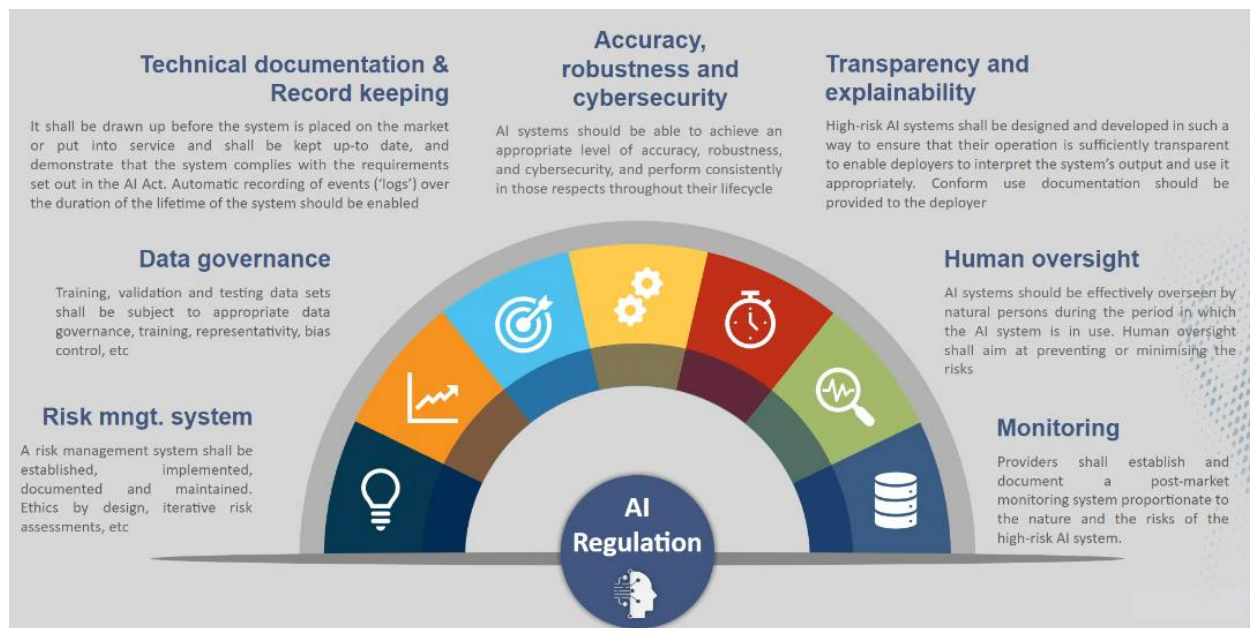 Technical documentation &
Record keeping
It shall be drawn up before the system is placed on the market
or put into service and shall be kept up-to date, and
demonstrate that the system complies with the requirements
set out in the AI Act. Automatic recording of events ('logs') over
the duration of the lifetime of the system should be enabled
Accuracy,
robustness and
cybersecurity
AI systems should be able to achieve an
appropriate level of accuracy, robustness,
and cybersecurity, and perform consistently
in those respects throughout their lifecycle
Transparency and
explainability
High-risk AI systems shall be designed and developed in such a
way to ensure that their operation is sufficiently transparent
to enable deployers to interpret the system's output and use it
appropriately. Conform use documentation should be
provided to the deployer
Data governance
Training, validation and testing data sets
shall be subject to appropriate data
governance, training, representativity, bias
control, etc
Human oversight
AI systems should be effectively overseen by
natural persons during the period in which
the AI system is in use. Human oversight
shall aim at preventing or minimising the
risks
Risk mngt. system
A risk management system shall be
established, implemented,
documented and maintained.
Ethics by design, iterative risk
assessments, etc
Monitoring
Providers shall establish and
document a post-market
monitoring system proportionate to
the nature and the risks of the
high-risk AI system.
AI
Regulation